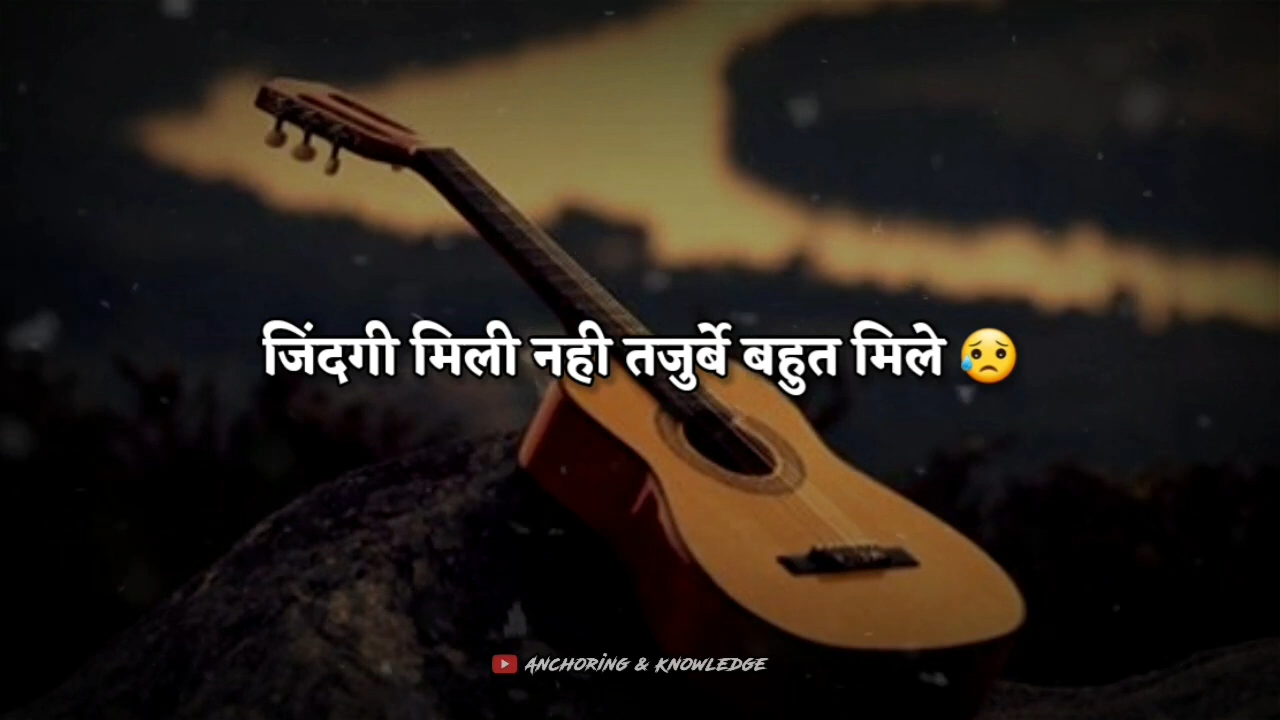 जिंदगी मिली नही तजुर्बे बहुत मिले 😥
ANCHORING & KNOWLEDGE